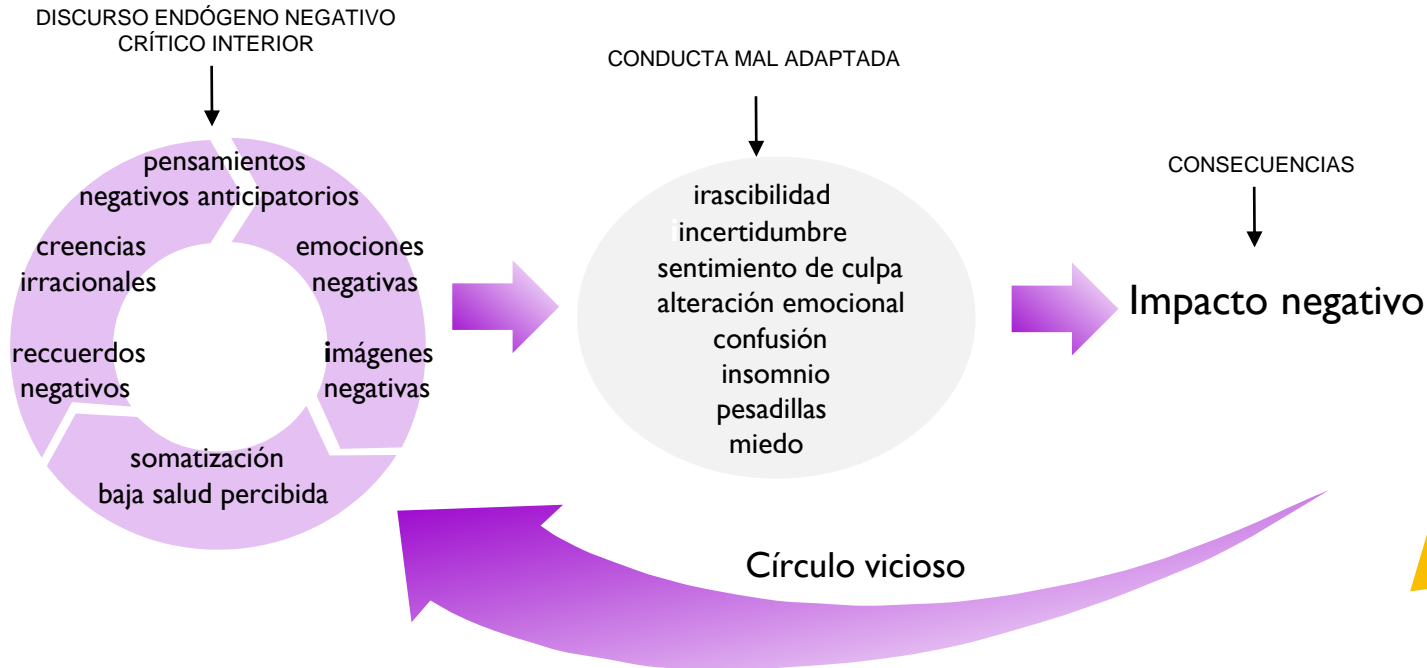 DISCURSO ENDÓGENO NEGATIVO
CRÍTICO INTERIOR
pensamientos
negativos anticipatorios
creencias
irracionales
emociones
negativas
reccuerdos
negativos
imágenes
negativas
somatización
baja salud percibida
CONDUCTA MAL ADAPTADA
irascibilidad
iincertidumbre
sentimiento de culpa
alteración emocional
confusión
insomnio
pesadillas
miedo
CONSECUENCIAS
Impacto negativo
Círculo vicioso